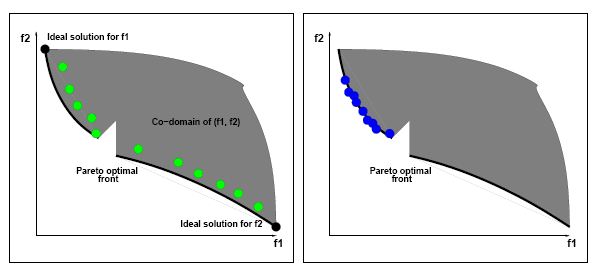 f2
Ideal solution for f1
Co-domain of (f1, f2)
Pareto optimal
front
Ideal solution for f2
f1
f2
Pareto optimal
front
f1